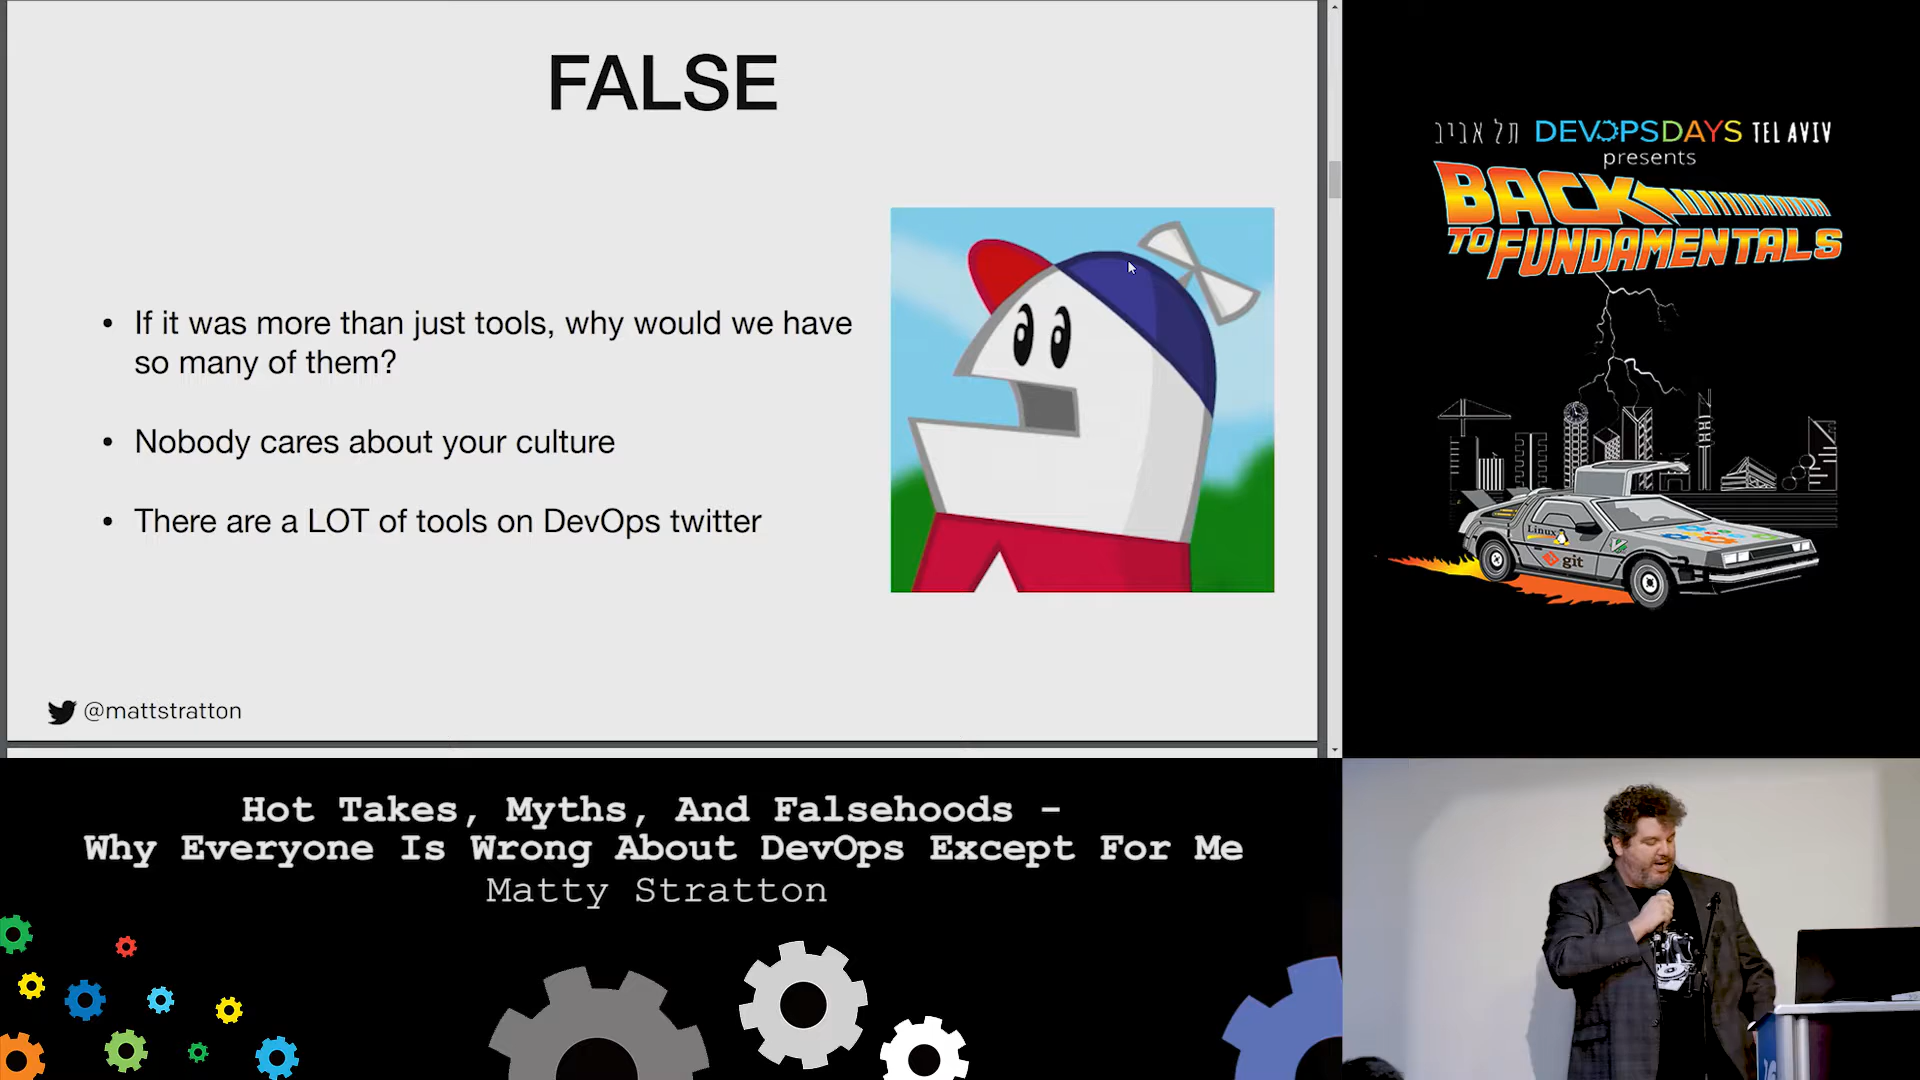 FALSE
• If it was more than just tools, why would we have
so many of them?
• Nobody cares about your culture
• There are a LOT of tools on DevOps twitter
@mattstratton
תל אביב DEVOPSDAYS TEL AVIV
presents
BACK
TO FUNDAMENTALS
Linux
git
Hot Takes, Myths, And Falsehoods -
Why Everyone Is Wrong About DevOps Except For Me
Matty Stratton